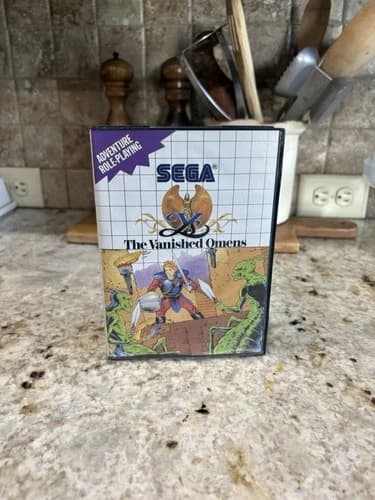 ADVENTURE
ROLE-PLAYING
SEGA®
Ys
The Vanished Omens